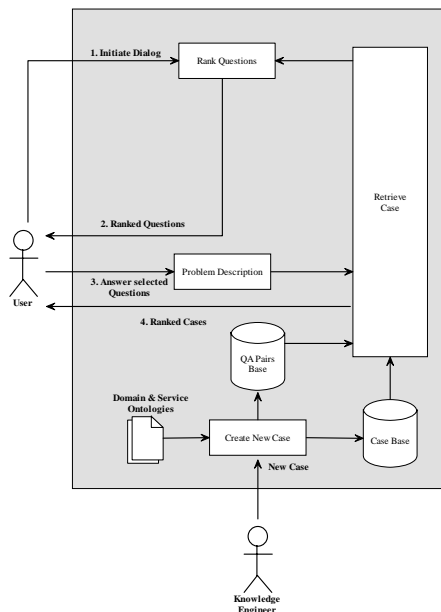 1. Initiate Dialog
Rank Questions
Retrieve
Case
2. Ranked Questions
Problem Description
3. Answer selected
Questions
User
4. Ranked Cases
QA Pairs
Base
Domain & Service
Ontologies
Create New Case
Case Base
New Case
Knowledge
Engineer